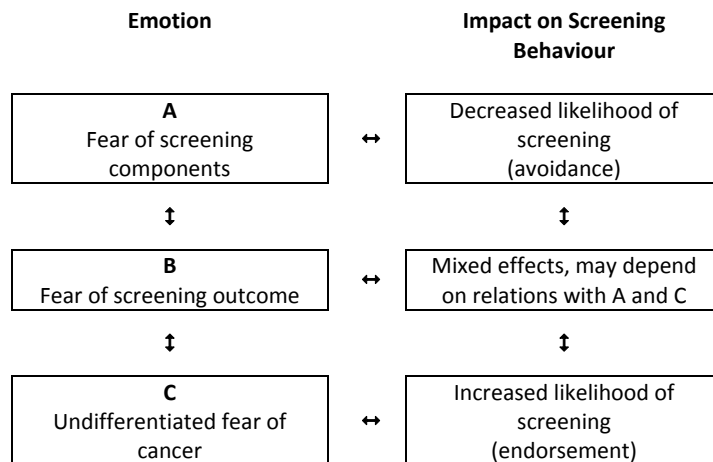 Emotion
Impact on Screening
Behaviour
A
Fear of screening
components
↔
Decreased likelihood of
screening
(avoidance)
↕
↕
B
Fear of screening outcome
↔
Mixed effects, may depend
on relations with A and C
↕
↕
C
Undifferentiated fear of
cancer
↔
Increased likelihood of
screening
(endorsement)